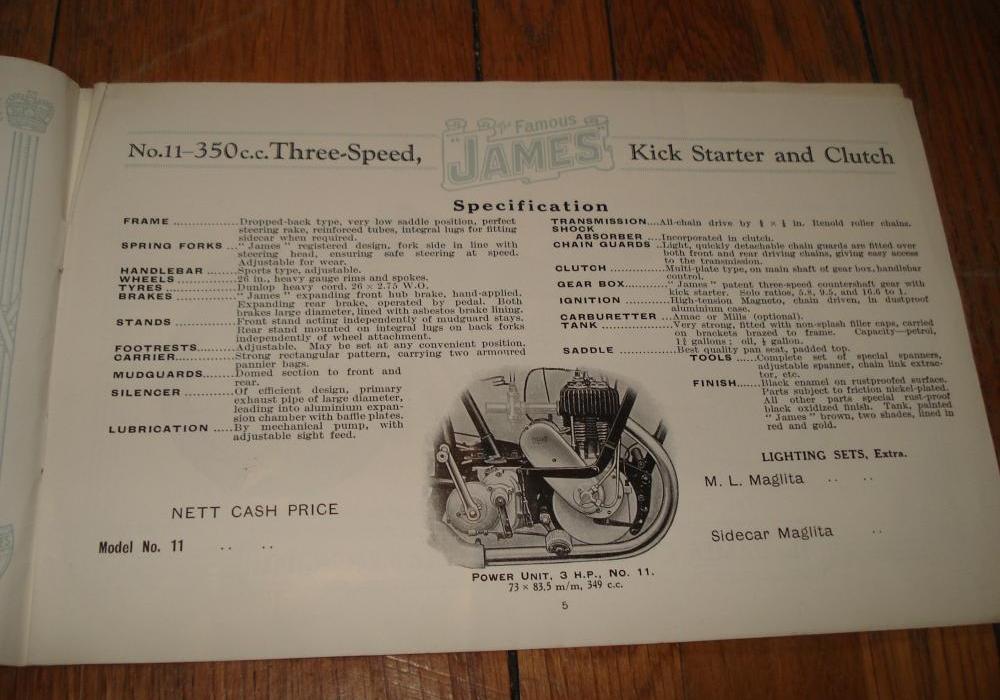 No.11–350c.c.Three-Speed,
The Famous
"JAMES"
Kick Starter and Clutch
Specification
FRAME ............Dropped-back type, very low saddle position, perfect
steering rake, reinforced tubes, integral lugs for fitting
sidecar when required.
SPRING FORKS ..." James " registered design, fork side in line with
steering head, ensuring safe steering at speed.
Adjustable for wear.
HANDLEBAR ......Sports type, adjustable.
WHEELS ............26 in., heavy gauge rims and spokes.
TYRES ...............Dunlop heavy cord, 26 × 2.75 W.O.
BRAKES ............" James " expanding front hub brake, hand-applied.
Expanding rear brake, operated by pedal. Both
brakes large diameter, lined with asbestos brake lining.
STANDS ............Front stand acting independently of mudguard stays.
Rear stand mounted on integral lugs on back forks
independently of wheel attachment.
FOOTRESTS.......Adjustable. May be set at any convenient position.
CARRIER............Strong rectangular pattern, carrying two armoured
pannier bags.
MUDGUARDS......Domed section to front and
rear.
SILENCER .........Of efficient design, primary
exhaust pipe of large diameter,
leading into aluminium expan-
sion chamber with baffle plates.
LUBRICATION .....By mechanical pump, with
adjustable sight feed.
NETT CASH PRICE
Model No. 11 .. ..
TRANSMISSION....All-chain drive by × in. Renold roller chains.
SHOCK
ABSORBER ....Incorporated in clutch.
CHAIN GUARDS ..Light, quickly detachable chain guards are fitted over
both front and rear driving chains, giving easy access
to the transmission.
CLUTCH ............Multi-plate type, on main shaft of gear box, handlebar
control.
GEAR BOX.........." James " patent three-speed countershaft gear with
kick starter. Solo ratios, 5.8, 9.5, and 16.6 to 1.
IGNITION ............High-tension Magneto, chain driven, in dustproof
aluminium case.
CARBURETTER ...Amac or Mills (optional).
TANK ...............Very strong, fitted with non-splash filler caps, carried
on brackets brazed to frame. Capacity—petrol,
gallons ; oil, gallon.
SADDLE ............Best quality pan seat, padded top.
TOOLS ......Complete set of special spanners,
adjustable spanner, chain link extrac-
tor, etc.
FINISH......Black enamel on rustproofed surface.
Parts subject to friction nickel-plated.
All other parts special rust-proof
black oxidized finish. Tank, painted
" James " brown, two shades, lined in
red and gold.
LIGHTING SETS, Extra.
M. L. Maglita .. ..
Sidecar Maglita ..
POWER UNIT, 3 H.P., NO. 11.
73 × 83.5 m/m, 349 c.c.
5